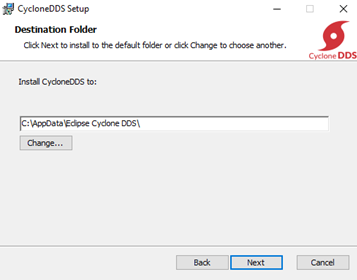 CycloneDDS Setup
Destination Folder
Click Next to install to the default folder or click Change to choose another.
Cyclone DDS
Install CycloneDDS to:
C:\AppData\Eclipse Cyclone DDS\
Change...
Back
Next
Cancel